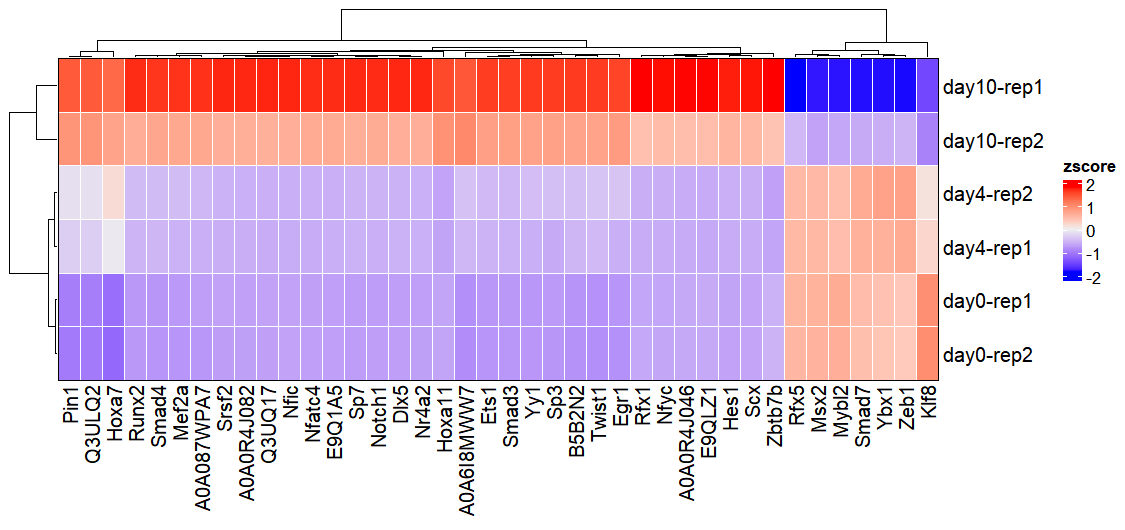 day10-rep1
day10-rep2
day4-rep2
day4-rep1
day0-rep1
day0-rep2
zscore
2
1
0
-1
-2
Pin1
Q3ULQ2
Hoxa7
Runx2
Smad4
Mef2a
A0A087WPA7
Srsf2
A0A0R4J082
Q3UQ17
Nfic
Nfatc4
E9Q1A5
Sp7
Notch1
Dlx5
Nr4a2
Hoxa11
A0A6I8MWW7
Ets1
Smad3
Yy1
Sp3
B5B2N2
Twist1
Egr1
Rfx1
Nfyc
A0A0R4J046
E9QLZ1
Hes1
Scx
Zbtb7b
Rfx5
Msx2
Mybl2
Smad7
Ybx1
Zeb1
Klf8